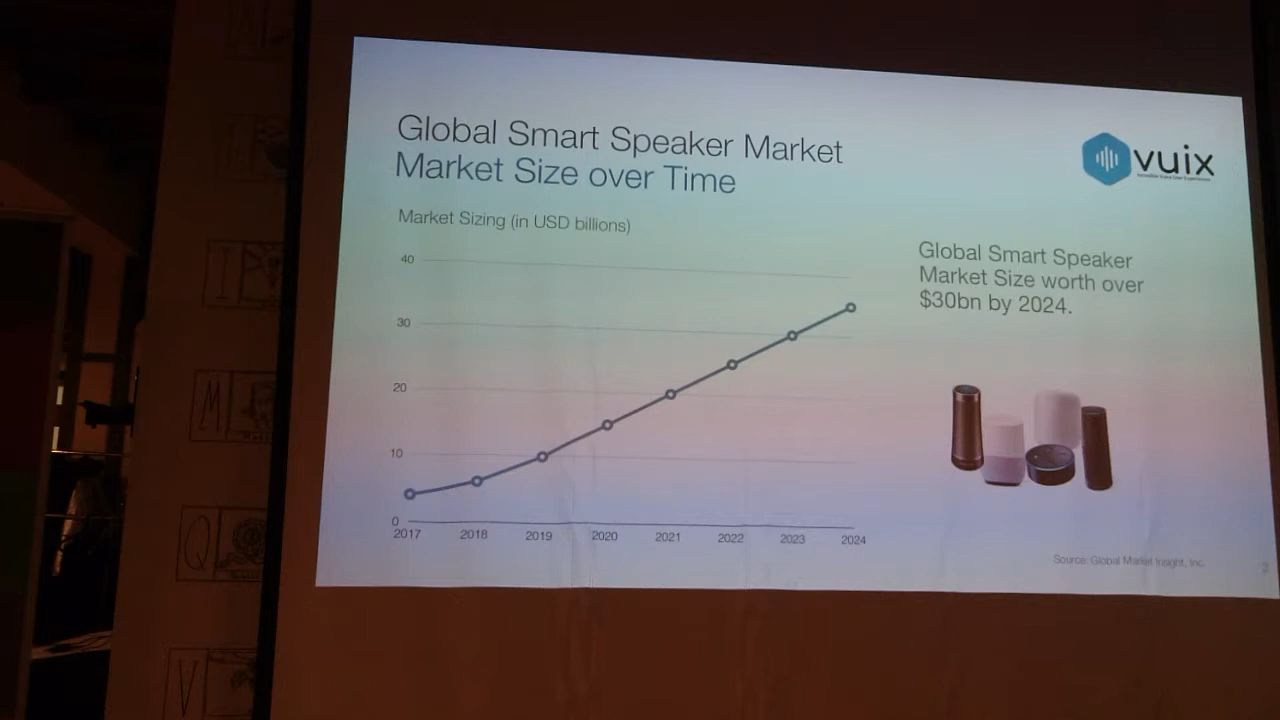 Global Smart Speaker Market
Market Size over Time
vuix
Market Sizing (in USD billions)
40
30
20
10
0
2017 2018 2019 2020 2021 2022 2023 2024
Global Smart Speaker
Market Size worth over
$30bn by 2024.
Source: Global Market Insight, Inc.
I
M
Q
V